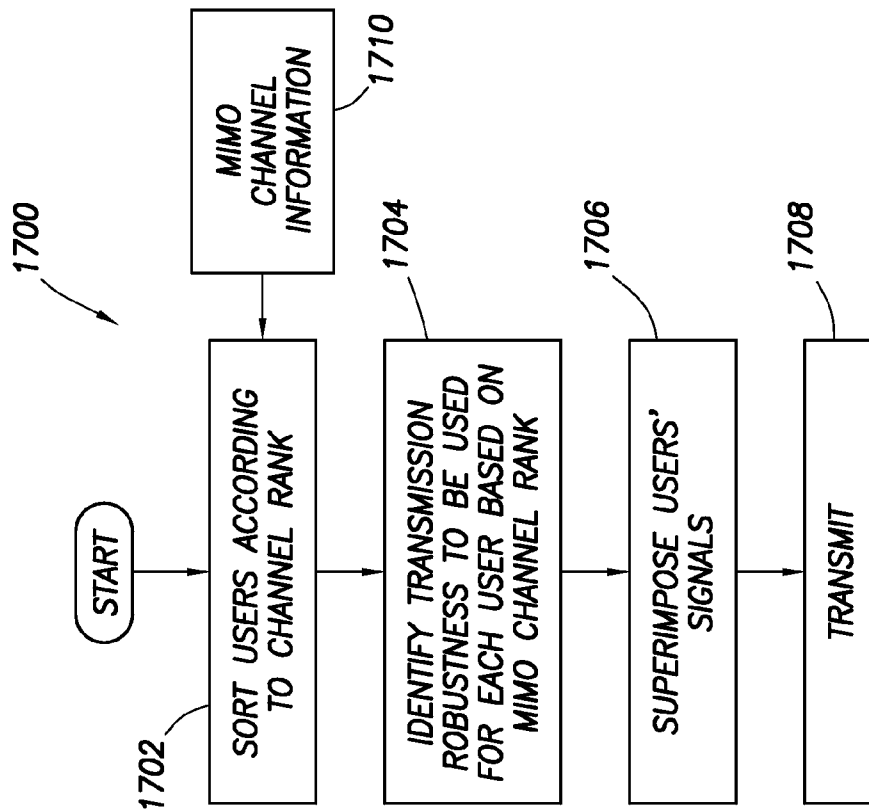 1700
START
1702
SORT USERS ACCORDING
TO CHANNEL RANK
MIMO
CHANNEL
INFORMATION
1710
1704
IDENTIFY TRANSMISSION
ROBUSTNESS TO BE USED
FOR EACH USER BASED ON
MIMO CHANNEL RANK
1706
SUPERIMPOSE USERS'
SIGNALS
1708
TRANSMIT